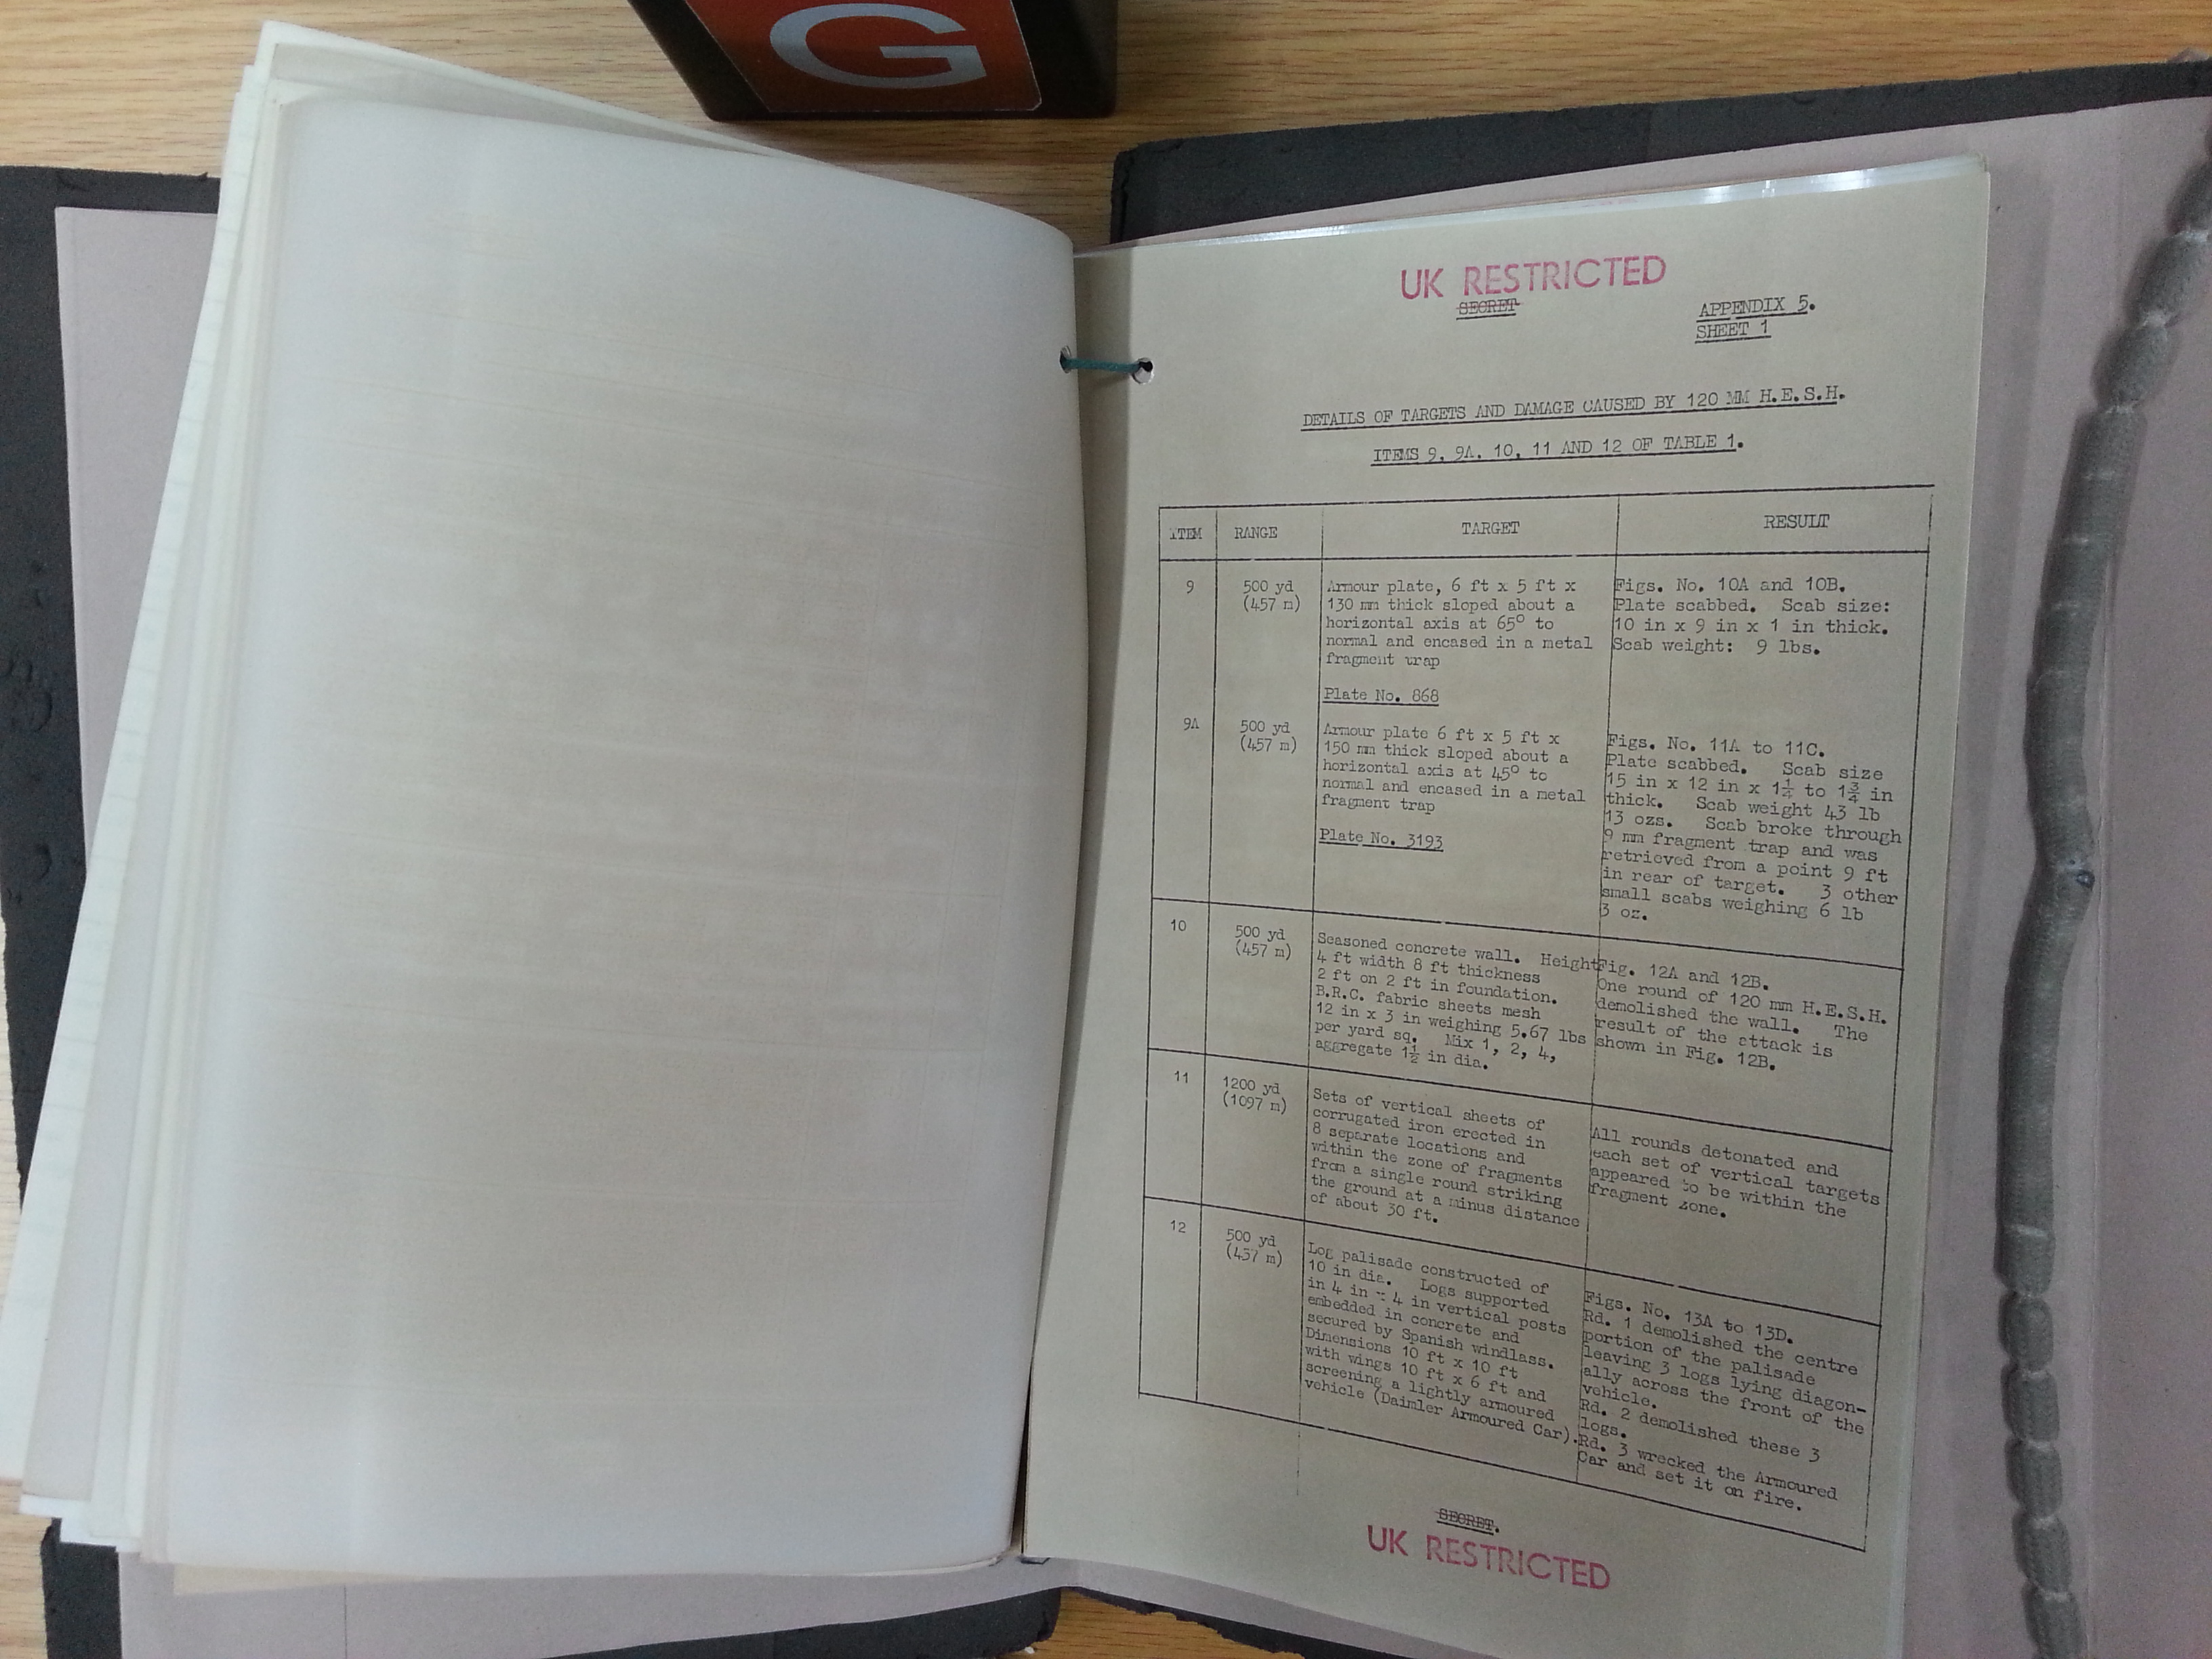 G
UK RESTRICTED
SECRET
APPENDIX 5.
SHEET 1
DETAILS OF TARGETS AND DAMAGE CAUSED BY 120 MM H.E.S.H.
ITEMS 9, 9A, 10, 11 AND 12 OF TABLE 1.
ITEM RANGE TARGET RESULT
9
500 yd
(457 m)
Armour plate, 6 ft x 5 ft x
130 mm thick sloped about a
horizontal axis at 65° to
normal and encased in a metal
fragment trap
Plate No. 868
Figs. No. 10A and 10B.
Plate scabbed. Scab size:
10 in x 9 in x 1 in thick.
Scab weight: 9 lbs.
9A
500 yd
(457 m)
Armour plate 6 ft x 5 ft x
150 mm thick sloped about a
horizontal axis at 45° to
normal and encased in a metal
fragment trap
Plate No. 3193
Figs. No. 11A to 11C.
Plate scabbed. Scab size
15 in x 12 in x 1¼ to 1¾ in
thick. Scab weight 43 lb
13 ozs. Scab broke through
9 mm fragment trap and was
retrieved from a point 9 ft
in rear of target. 3 other
small scabs weighing 6 lb
3 oz.
10
500 yd
(457 m)
Seasoned concrete wall. Height
4 ft width 8 ft thickness
2 ft on 2 ft in foundation.
B.R.C. fabric sheets mesh
12 in x 3 in weighing 5.67 lbs
per yard sq. Mix 1, 2, 4,
aggregate 1½ in dia.
Fig. 12A and 12B.
One round of 120 mm H.E.S.H.
demolished the wall. The
result of the attack is
shown in Fig. 12B.
11
1200 yd
(1097 m)
Sets of vertical sheets of
corrugated iron erected in
8 separate locations and
within the zone of fragments
from a single round striking
the ground at a minus distance
of about 30 ft.
All rounds detonated and
each set of vertical targets
appeared to be within the
fragment zone.
12
500 yd
(457 m)
Log palisade constructed of
10 in dia. Logs supported
in 4 in x 4 in vertical posts
embedded in concrete and
secured by Spanish windlass.
Dimensions 10 ft x 10 ft
with wings 10 ft x 6 ft and
screening a lightly armoured
vehicle (Daimler Armoured Car).
Figs. No. 13A to 13D.
Rd. 1 demolished the centre
portion of the palisade
leaving 3 logs lying diagon-
ally across the front of the
vehicle.
Rd. 2 demolished these 3
logs.
Rd. 3 wrecked the Armoured
Car and set it on fire.
SECRET.
UK RESTRICTED